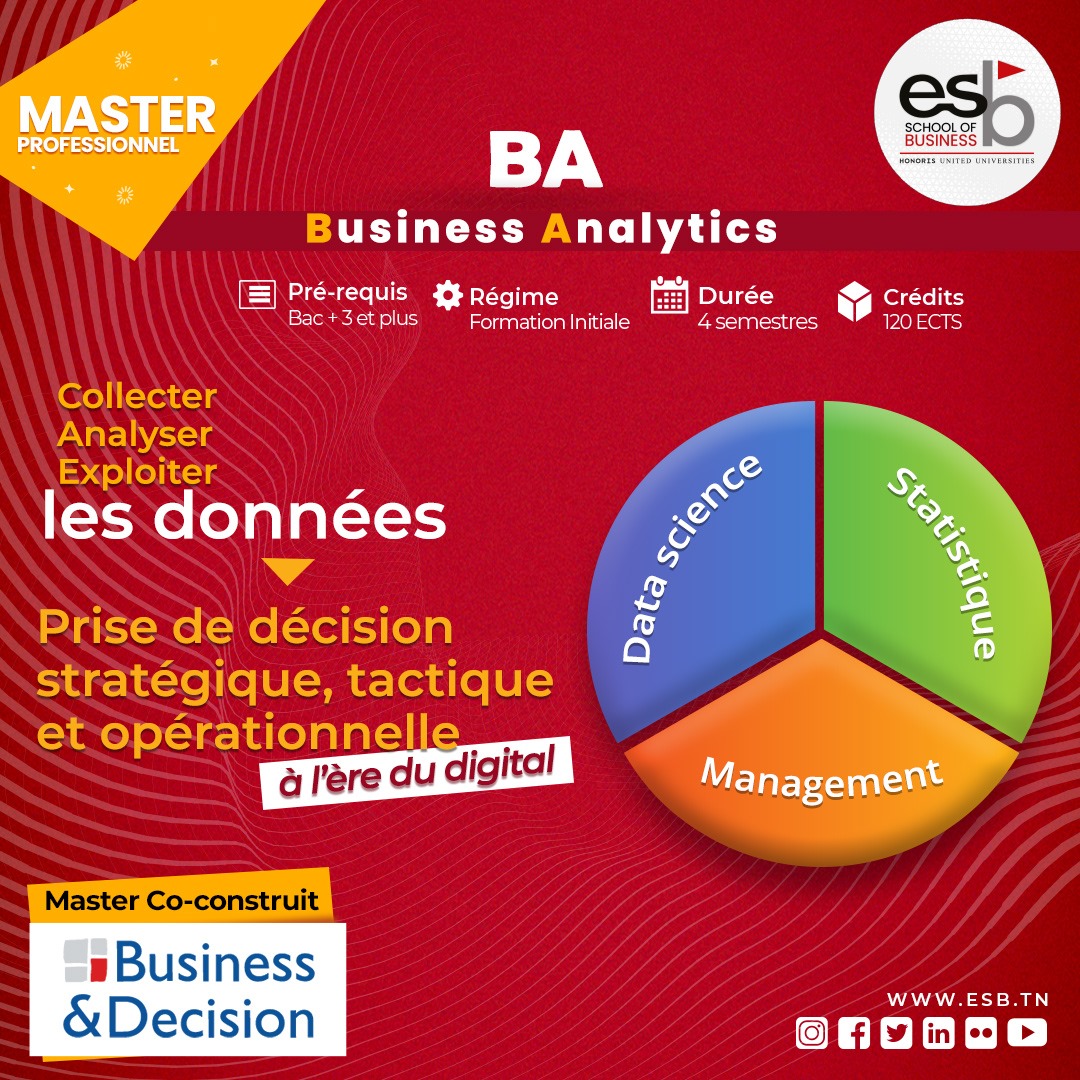 MASTER
PROFESSIONNEL
esb
SCHOOL OF
BUSINESS
HONORIS UNITED UNIVERSITIES
BA
Business Analytics
Pré-requis
Bac + 3 et plus
Régime
Formation Initiale
Durée
4 semestres
Crédits
120 ECTS
Collecter
Analyser
Exploiter
les données
Prise de décision
stratégique, tactique
et opérationnelle
à l'ère du digital
Data science
Statistique
Management
Master Co-construit
Business
&Decision
WWW.ESB.TN